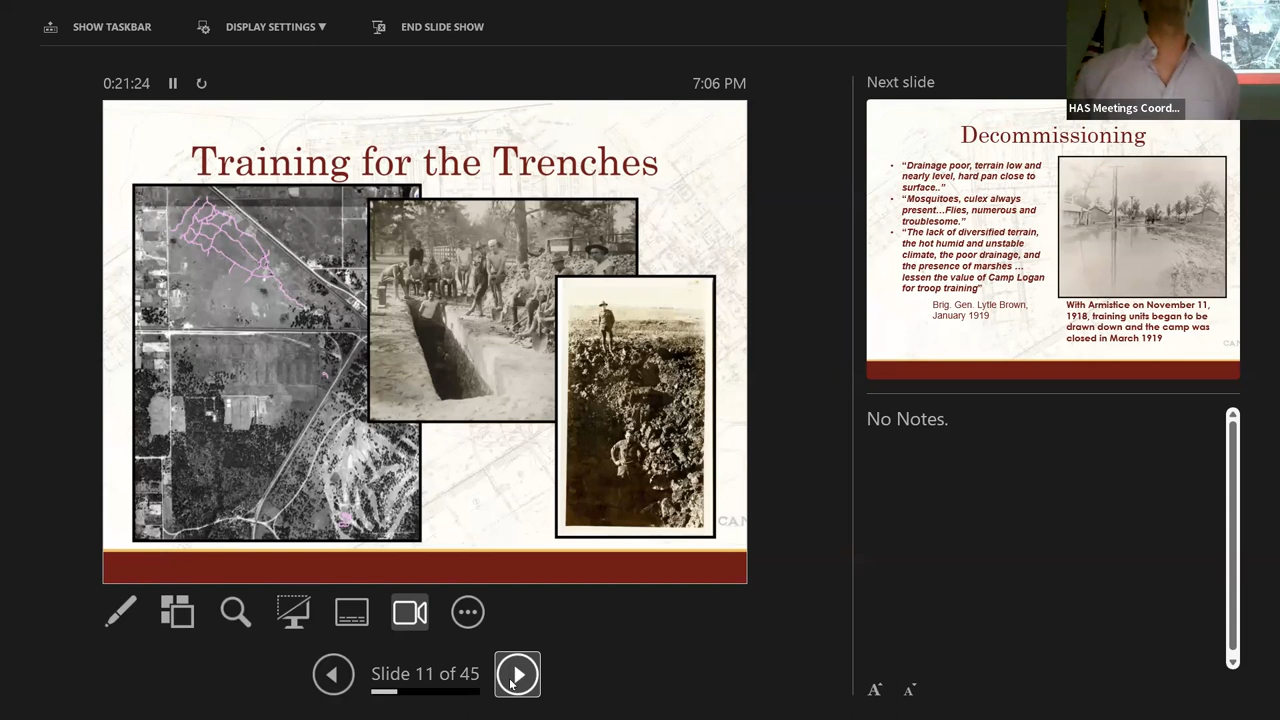 SHOW TASKBAR
DISPLAY SETTINGS ▼
END SLIDE SHOW
0:21:24
7:06 PM
Training for the Trenches
CAN
Slide 11 of 45
Next slide
HAS Meetings Coord...
Decommissioning
• “Drainage poor, terrain low and
nearly level, hard pan close to
surface..”
• “Mosquitoes, culex always
present…Flies, numerous and
troublesome.”
• “The lack of diversified terrain,
the hot humid and unstable
climate, the poor drainage, and
the presence of marshes …
lessen the value of Camp Logan
for troop training”
Brig. Gen. Lytle Brown,
January 1919
With Armistice on November 11,
1918, training units began to be
drawn down and the camp was
closed in March 1919
CAN
No Notes.
A A